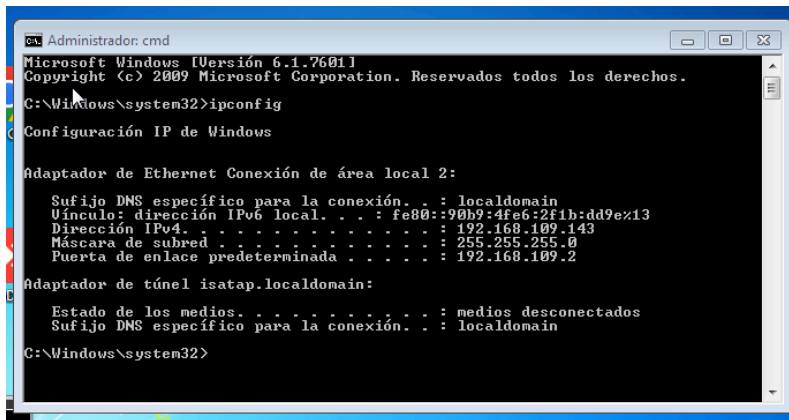 Administrador: cmd
Microsoft Windows [Versión 6.1.7601]
Copyright (c) 2009 Microsoft Corporation. Reservados todos los derechos.
C:\Windows\system32>ipconfig
Configuración IP de Windows
Adaptador de Ethernet Conexión de área local 2:
Sufijo DNS específico para la conexión. . : localdomain
Vínculo: dirección IPv6 local. . . : fe80::90b9:4fe6:2f1b:dd9e%13
Dirección IPv4. . . . . . . . . . . . . . : 192.168.109.143
Máscara de subred . . . . . . . . . . . . : 255.255.255.0
Puerta de enlace predeterminada . . . . . : 192.168.109.2
Adaptador de túnel isatap.localdomain:
Estado de los medios. . . . . . . . . . . : medios desconectados
Sufijo DNS específico para la conexión. . : localdomain
C:\Windows\system32>